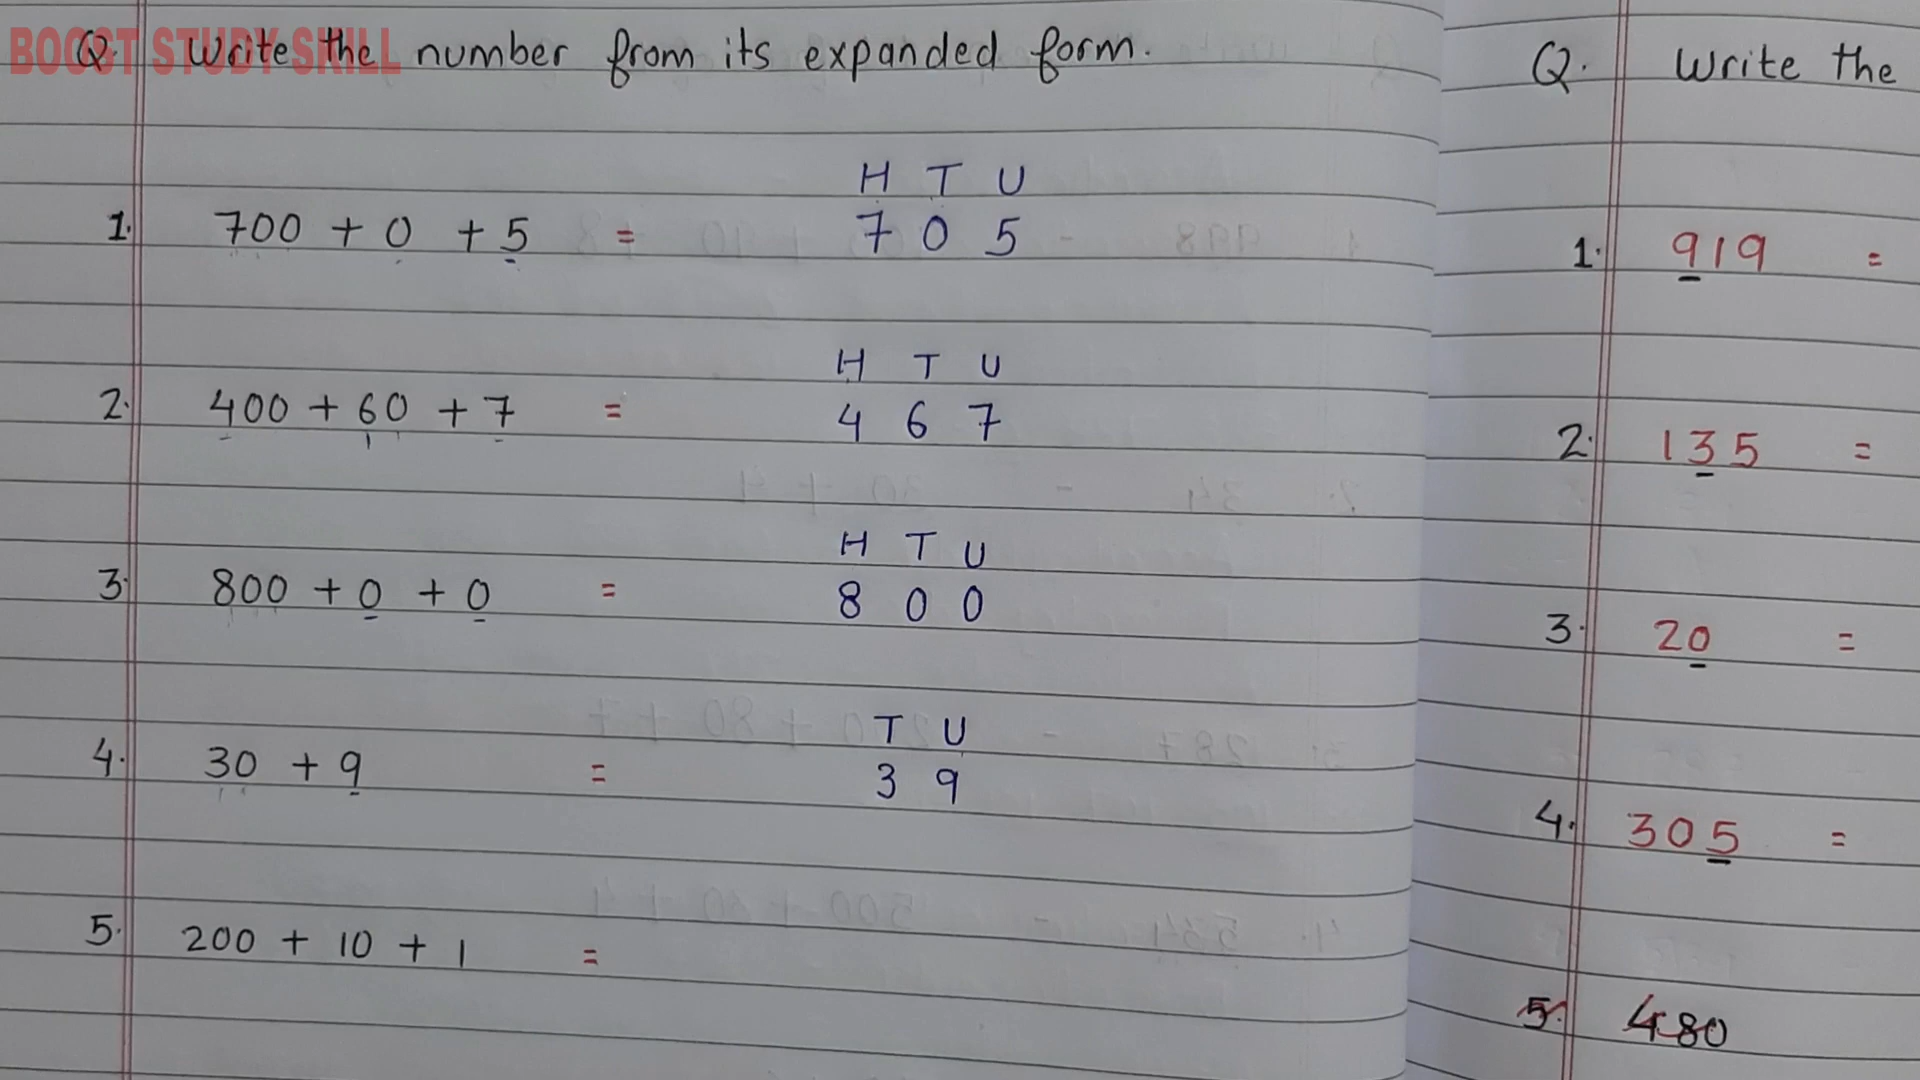 BOOST STUDY SKILL
Q. Write the number from its expanded form.
H T U
1. 700 + 0 + 5 = 7 0 5
H T U
2. 400 + 60 + 7 = 4 6 7
H T U
3. 800 + 0 + 0 = 8 0 0
T U
4. 30 + 9 = 3 9
5. 200 + 10 + 1 =
Q. Write the
1. 919 =
2. 135 =
3. 20 =
4. 305 =
5. 480